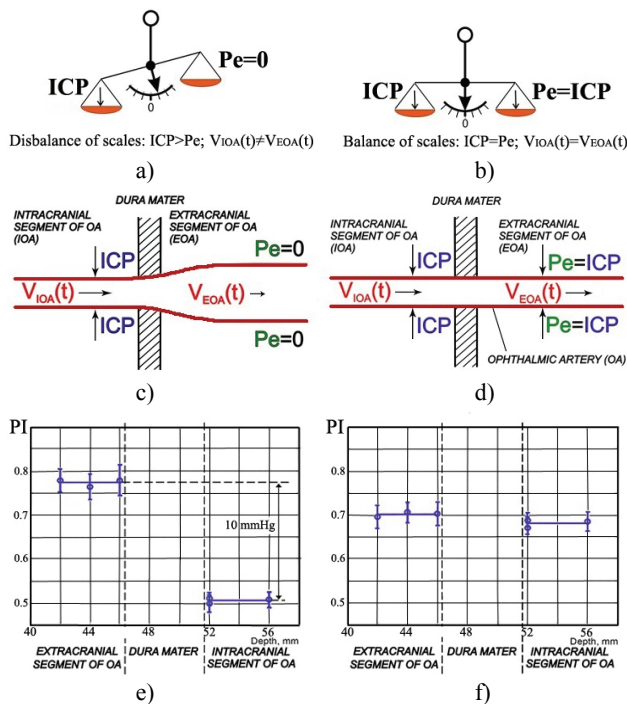 ICP
Pe=0
0
Disbalance of scales: ICP>Pe; VIOA(t)≠VEOA(t)
a)
ICP
Pe=ICP
0
Balance of scales: ICP=Pe; VIOA(t)=VEOA(t)
b)
DURA MATER
INTRACRANIAL
SEGMENT OF OA
(IOA)
EXTRACRANIAL
SEGMENT OF OA
(EOA)
ICP
Pe=0
VIOA(t)
VEOA(t)
ICP
Pe=0
c)
DURA MATER
INTRACRANIAL
SEGMENT OF OA
(IOA)
EXTRACRANIAL
SEGMENT OF OA
(EOA)
ICP
Pe=ICP
VIOA(t)
VEOA(t)
ICP
Pe=ICP
OPHTHALMIC ARTERY (OA)
d)
PI
0.8
0.7
0.6
0.5
10 mmHg
40 44 48 52 56
Depth, mm
EXTRACRANIAL
SEGMENT OF OA
DURA MATER
INTRACRANIAL
SEGMENT OF OA
e)
PI
0.8
0.7
0.6
0.5
40 44 48 52 56
Depth, mm
EXTRACRANIAL
SEGMENT OF OA
DURA MATER
INTRACRANIAL
SEGMENT OF OA
f)